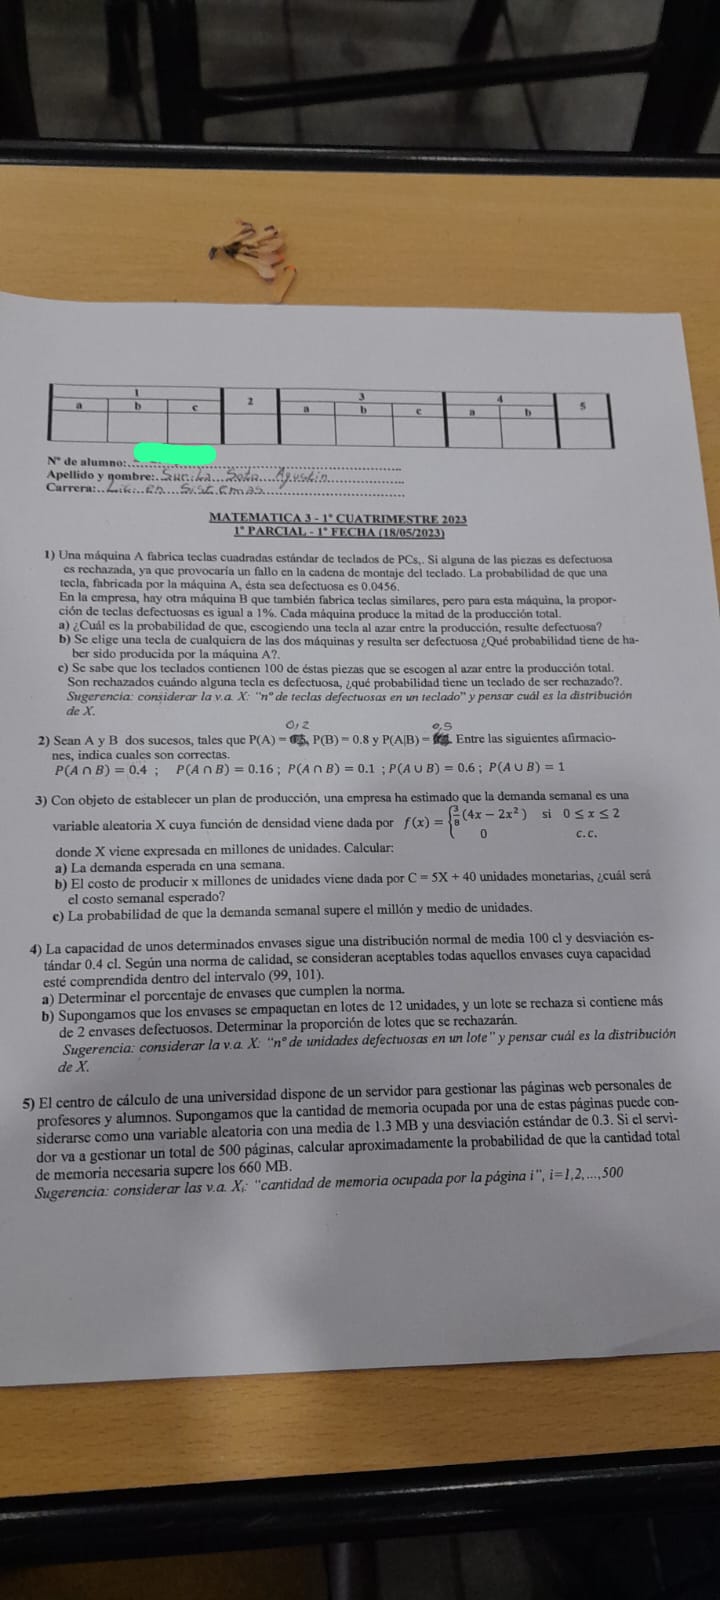 1 2 3 4 5
a b c a b c a b
N° de alumno:
Apellido y nombre: Surita Soto Agustin
Carrera: Lic. en Sistemas
MATEMATICA 3 - 1° CUATRIMESTRE 2023
1° PARCIAL - 1° FECHA (18/05/2023)
1) Una máquina A fabrica teclas cuadradas estándar de teclados de PCs,. Si alguna de las piezas es defectuosa
es rechazada, ya que provocaría un fallo en la cadena de montaje del teclado. La probabilidad de que una
tecla, fabricada por la máquina A, ésta sea defectuosa es 0.0456.
En la empresa, hay otra máquina B que también fabrica teclas similares, pero para esta máquina, la propor-
ción de teclas defectuosas es igual a 1%. Cada máquina produce la mitad de la producción total.
a) ¿Cuál es la probabilidad de que, escogiendo una tecla al azar entre la producción, resulte defectuosa?
b) Se elige una tecla de cualquiera de las dos máquinas y resulta ser defectuosa ¿Qué probabilidad tiene de ha-
ber sido producida por la máquina A?.
c) Se sabe que los teclados contienen 100 de éstas piezas que se escogen al azar entre la producción total.
Son rechazados cuándo alguna tecla es defectuosa, ¿qué probabilidad tiene un teclado de ser rechazado?.
Sugerencia: considerar la v.a. X: "n° de teclas defectuosas en un teclado" y pensar cuál es la distribución
de X.
0,2 0,5
2) Sean A y B dos sucesos, tales que P(A) = , P(B) = 0.8 y P(A|B) = . Entre las siguientes afirmacio-
nes, indica cuales son correctas.
P(A ∩ B) = 0.4 ; P(A ∩ B) = 0.16 ; P(A ∩ B) = 0.1 ; P(A ∪ B) = 0.6 ; P(A ∪ B) = 1
3) Con objeto de establecer un plan de producción, una empresa ha estimado que la demanda semanal es una
variable aleatoria X cuya función de densidad viene dada por f(x) = { 3/8 (4x − 2x²) si 0 ≤ x ≤ 2
0 c.c.
donde X viene expresada en millones de unidades. Calcular:
a) La demanda esperada en una semana.
b) El costo de producir x millones de unidades viene dada por C = 5X + 40 unidades monetarias, ¿cuál será
el costo semanal esperado?
c) La probabilidad de que la demanda semanal supere el millón y medio de unidades.
4) La capacidad de unos determinados envases sigue una distribución normal de media 100 cl y desviación es-
tándar 0.4 cl. Según una norma de calidad, se consideran aceptables todas aquellos envases cuya capacidad
esté comprendida dentro del intervalo (99, 101).
a) Determinar el porcentaje de envases que cumplen la norma.
b) Supongamos que los envases se empaquetan en lotes de 12 unidades, y un lote se rechaza si contiene más
de 2 envases defectuosos. Determinar la proporción de lotes que se rechazarán.
Sugerencia: considerar la v.a. X: "n° de unidades defectuosas en un lote" y pensar cuál es la distribución
de X.
5) El centro de cálculo de una universidad dispone de un servidor para gestionar las páginas web personales de
profesores y alumnos. Supongamos que la cantidad de memoria ocupada por una de estas páginas puede con-
siderarse como una variable aleatoria con una media de 1.3 MB y una desviación estándar de 0.3. Si el servi-
dor va a gestionar un total de 500 páginas, calcular aproximadamente la probabilidad de que la cantidad total
de memoria necesaria supere los 660 MB.
Sugerencia: considerar las v.a. Xᵢ: "cantidad de memoria ocupada por la página i", i=1,2,...,500